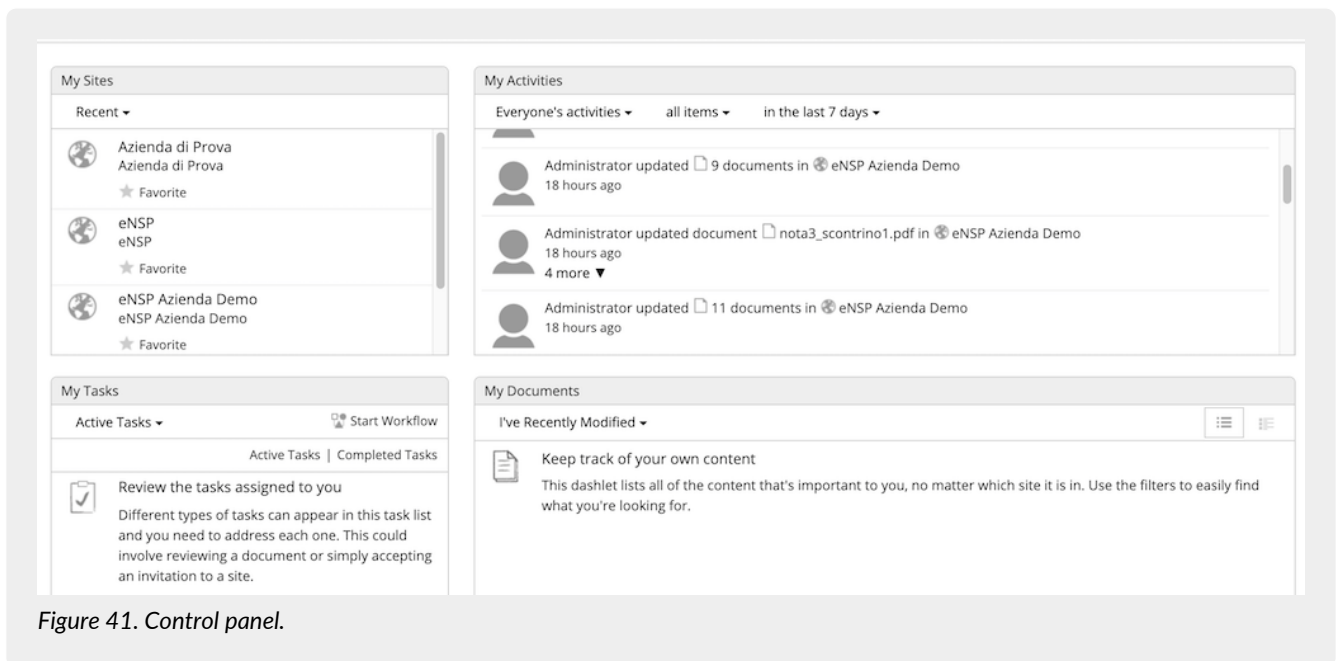 My Sites
Recent
Azienda di Prova
Azienda di Prova
Favorite
eNSP
eNSP
Favorite
eNSP Azienda Demo
eNSP Azienda Demo
Favorite
My Activities
Everyone's activities all items in the last 7 days
Administrator updated 9 documents in eNSP Azienda Demo
18 hours ago
Administrator updated document nota3_scontrino1.pdf in eNSP Azienda Demo
18 hours ago
4 more ▼
Administrator updated 11 documents in eNSP Azienda Demo
18 hours ago
My Tasks
Active Tasks Start Workflow
Active Tasks | Completed Tasks
Review the tasks assigned to you
Different types of tasks can appear in this task list
and you need to address each one. This could
involve reviewing a document or simply accepting
an invitation to a site.
My Documents
I've Recently Modified
Keep track of your own content
This dashlet lists all of the content that's important to you, no matter which site it is in. Use the filters to easily find
what you're looking for.
Figure 41. Control panel.